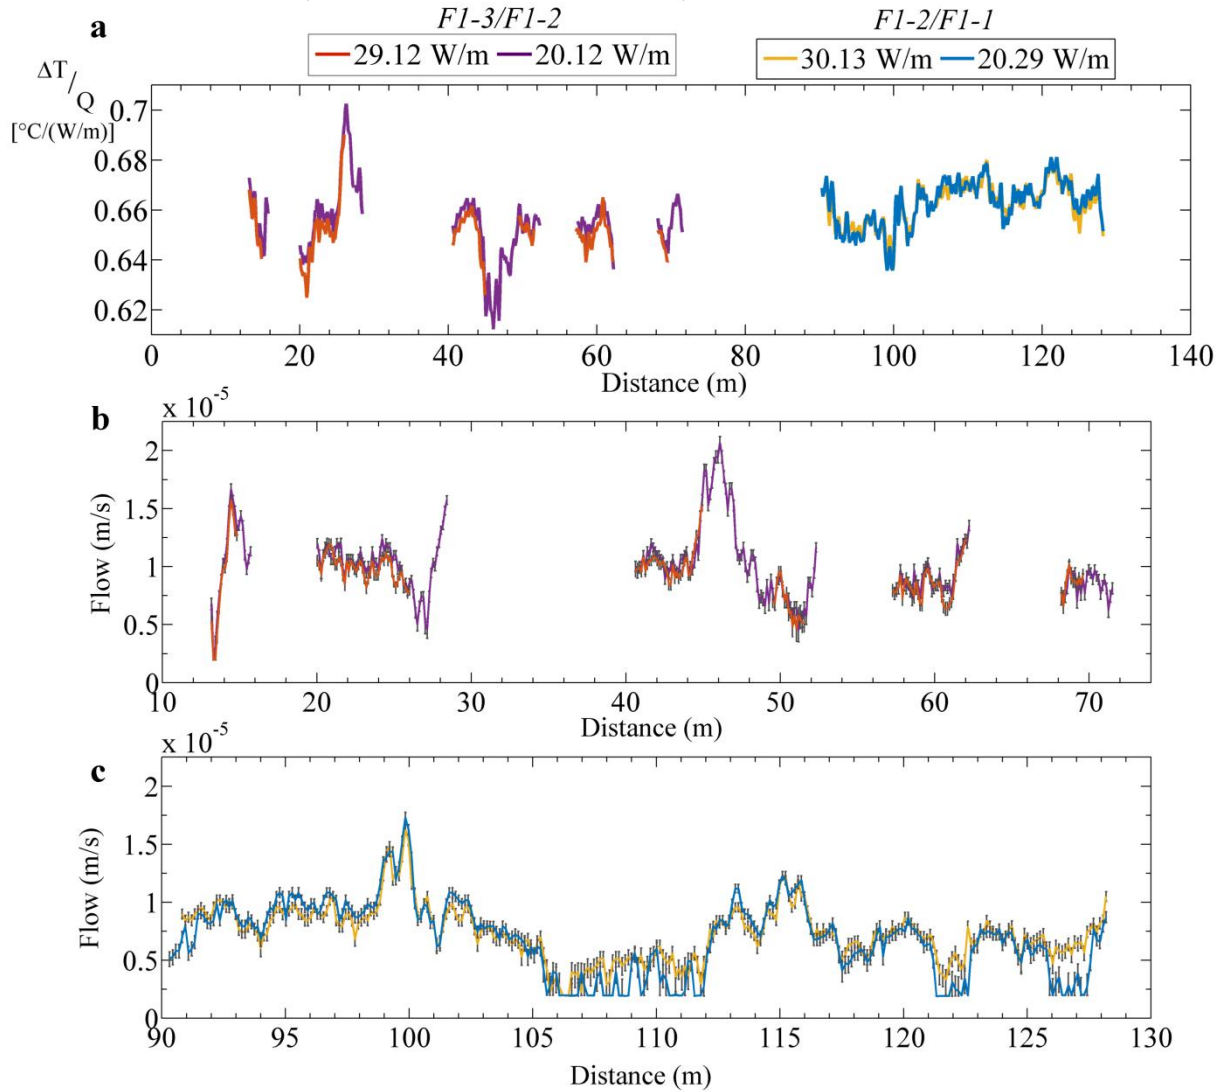 a
F1-3/F1-2
F1-2/F1-1
29.12 W/m 20.12 W/m
30.13 W/m 20.29 W/m
ΔT/Q
[°C/(W/m)]
0.7
0.68
0.66
0.64
0.62
0 20 40 60 80 100 120 140
Distance (m)
b
x 10⁻⁵
2
1.5
1
0.5
0
Flow (m/s)
10 20 30 40 50 60 70
Distance (m)
c
x 10⁻⁵
2
1.5
1
0.5
0
Flow (m/s)
90 95 100 105 110 115 120 125 130
Distance (m)